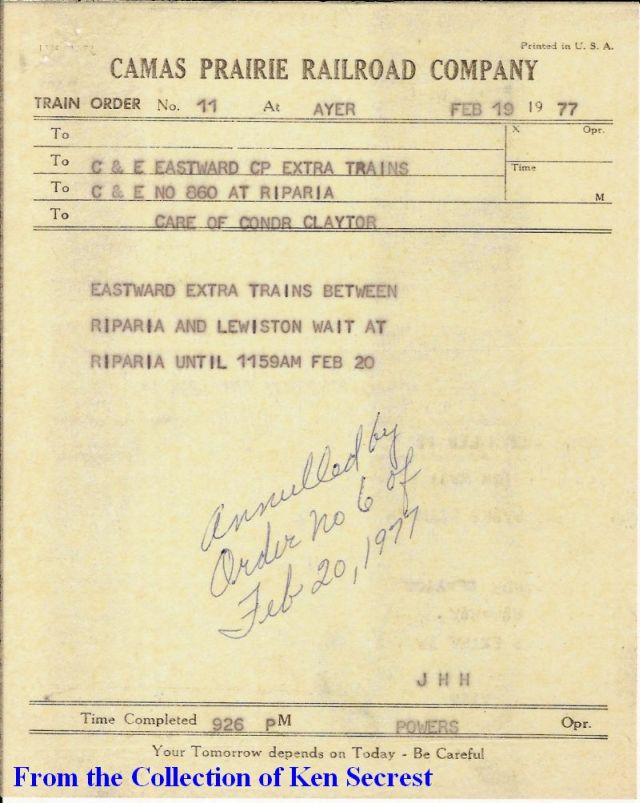 Printed in U. S. A.
CAMAS PRAIRIE RAILROAD COMPANY
TRAIN ORDER No. 11 At AYER FEB 19 1977
To X Opr.
To C & E EASTWARD CP EXTRA TRAINS Time
To C & E NO 860 AT RIPARIA M
To CARE OF CONDR CLAYTOR
EASTWARD EXTRA TRAINS BETWEEN
RIPARIA AND LEWISTON WAIT AT
RIPARIA UNTIL 1159AM FEB 20
Annulled by
Order No 6 of
Feb 20, 1977
J H H
Time Completed 926 PM POWERS Opr.
Your Tomorrow depends on Today - Be Careful
From the Collection of Ken Secrest